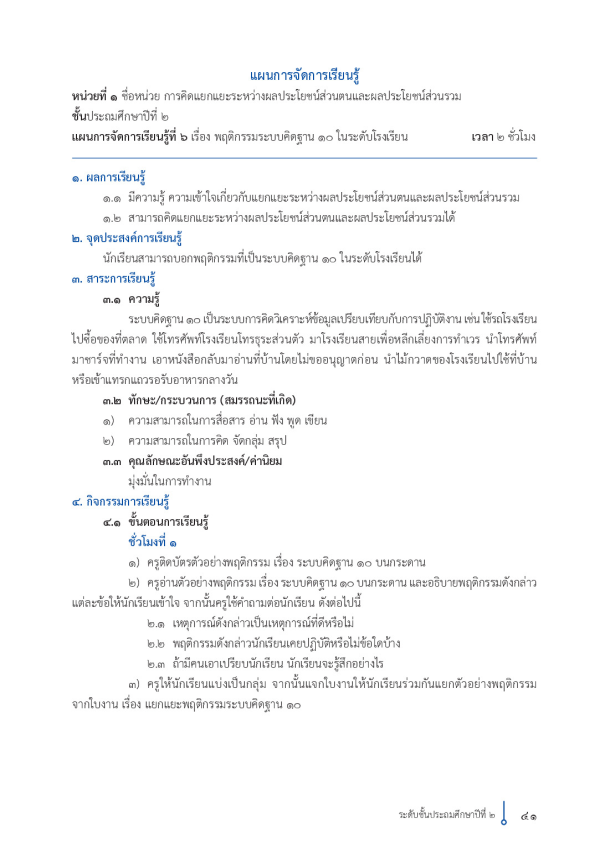 แผนการจัดการเรียนรู้
หน่วยที่ ๑ ชื่อหน่วย การคิดแยกแยะระหว่างผลประโยชน์ส่วนตนและผลประโยชน์ส่วนรวม
ชั้นประถมศึกษาปีที่ ๒
แผนการจัดการเรียนรู้ที่ ๖ เรื่อง พฤติกรรมระบบคิดฐาน ๑๐ ในระดับโรงเรียน เวลา ๒ ชั่วโมง
๑. ผลการเรียนรู้
๑.๑ มีความรู้ ความเข้าใจเกี่ยวกับแยกแยะระหว่างผลประโยชน์ส่วนตนและผลประโยชน์ส่วนรวม
๑.๒ สามารถคิดแยกแยะระหว่างผลประโยชน์ส่วนตนและผลประโยชน์ส่วนรวมได้
๒. จุดประสงค์การเรียนรู้
นักเรียนสามารถบอกพฤติกรรมที่เป็นระบบคิดฐาน ๑๐ ในระดับโรงเรียนได้
๓. สาระการเรียนรู้
๓.๑ ความรู้
ระบบคิดฐาน ๑๐ เป็นระบบการคิดวิเคราะห์ข้อมูลเปรียบเทียบกับการปฏิบัติงาน เช่น ใช้รถโรงเรียน
ไปซื้อของที่ตลาด ใช้โทรศัพท์โรงเรียนโทรธุระส่วนตัว มาโรงเรียนสายเพื่อหลีกเลี่ยงการทำเวร นำโทรศัพท์
มาชาร์จที่ทำงาน เอาหนังสือกลับมาอ่านที่บ้านโดยไม่ขออนุญาตก่อน นำไม้กวาดของโรงเรียนไปใช้ที่บ้าน
หรือเข้าแทรกแถวรอรับอาหารกลางวัน
๓.๒ ทักษะ/กระบวนการ (สมรรถนะที่เกิด)
๑) ความสามารถในการสื่อสาร อ่าน ฟัง พูด เขียน
๒) ความสามารถในการคิด จัดกลุ่ม สรุป
๓.๓ คุณลักษณะอันพึงประสงค์/ค่านิยม
มุ่งมั่นในการทำงาน
๔. กิจกรรมการเรียนรู้
๔.๑ ขั้นตอนการเรียนรู้
ชั่วโมงที่ ๑
๑) ครูติดบัตรตัวอย่างพฤติกรรม เรื่อง ระบบคิดฐาน ๑๐ บนกระดาน
๒) ครูอ่านตัวอย่างพฤติกรรม เรื่อง ระบบคิดฐาน ๑๐ บนกระดาน และอธิบายพฤติกรรมดังกล่าว
แต่ละข้อให้นักเรียนเข้าใจ จากนั้นครูใช้คำถามต่อนักเรียน ดังต่อไปนี้
๒.๑ เหตุการณ์ดังกล่าวเป็นเหตุการณ์ที่ดีหรือไม่
๒.๒ พฤติกรรมดังกล่าวนักเรียนเคยปฏิบัติหรือไม่ข้อใดบ้าง
๒.๓ ถ้ามีคนเอาเปรียบนักเรียน นักเรียนจะรู้สึกอย่างไร
๓) ครูให้นักเรียนแบ่งเป็นกลุ่ม จากนั้นแจกใบงานให้นักเรียนร่วมกันแยกตัวอย่างพฤติกรรม
จากใบงาน เรื่อง แยกแยะพฤติกรรมระบบคิดฐาน ๑๐
ระดับชั้นประถมศึกษาปีที่ ๒ ๔๑